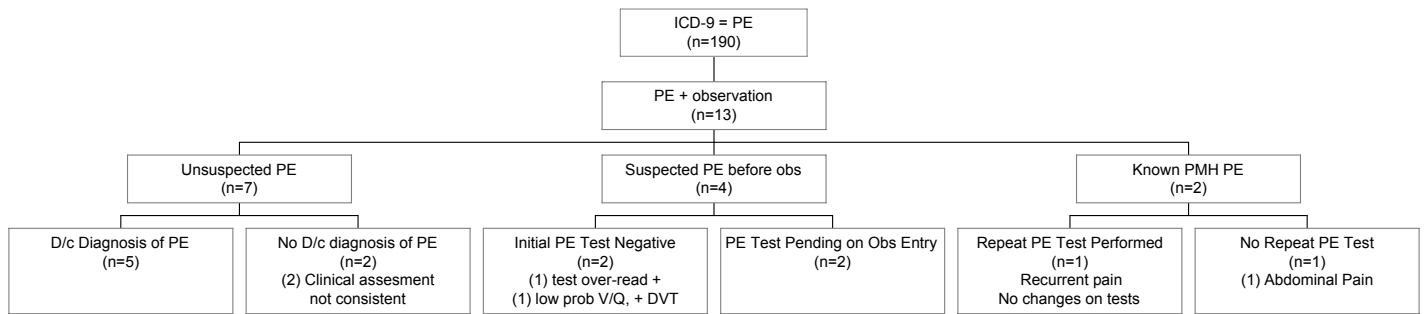 ICD-9 = PE
(n=190)
PE + observation
(n=13)
Unsuspected PE
(n=7)
Suspected PE before obs
(n=4)
Known PMH PE
(n=2)
D/c Diagnosis of PE
(n=5)
No D/c diagnosis of PE
(n=2)
(2) Clinical assesment
not consistent
Initial PE Test Negative
(n=2)
(1) test over-read +
(1) low prob V/Q, + DVT
PE Test Pending on Obs Entry
(n=2)
Repeat PE Test Performed
(n=1)
Recurrent pain
No changes on tests
No Repeat PE Test
(n=1)
(1) Abdominal Pain